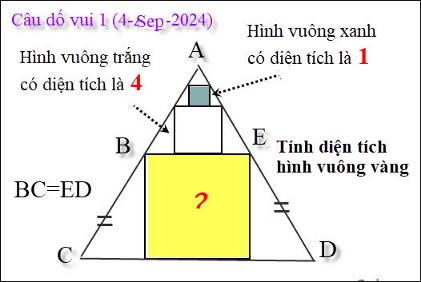 Câu dố vui 1 (4-Sep-2024)
Hình vuông xanh
có diện tích là 1
Hình vuông trắng
có diện tích là 4
A
B
E
Tính diện tích
hình vuông vàng
BC=ED
?
C
D